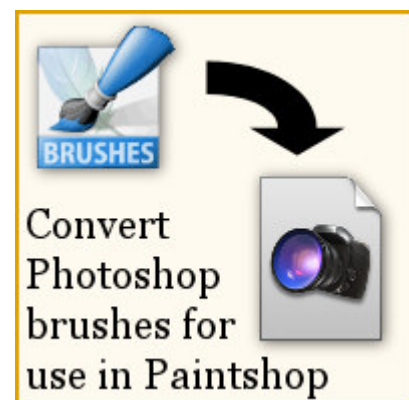 BRUSHES
Convert
Photoshop
brushes for
use in Paintshop